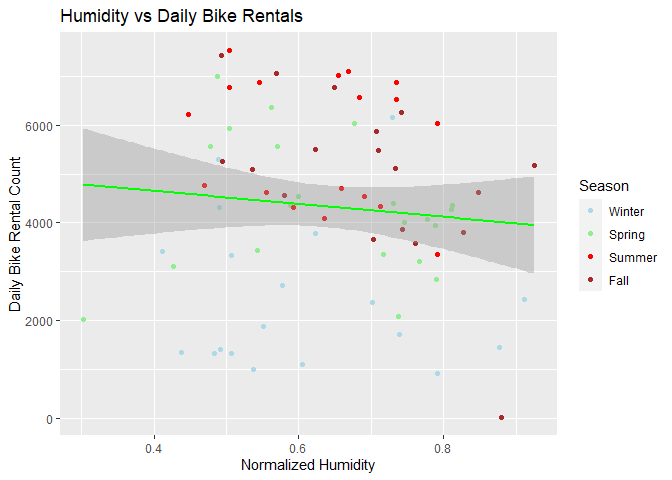 Humidity vs Daily Bike Rentals
Daily Bike Rental Count
6000
4000
2000
0
0.4 0.6 0.8
Normalized Humidity
Season
Winter
Spring
Summer
Fall